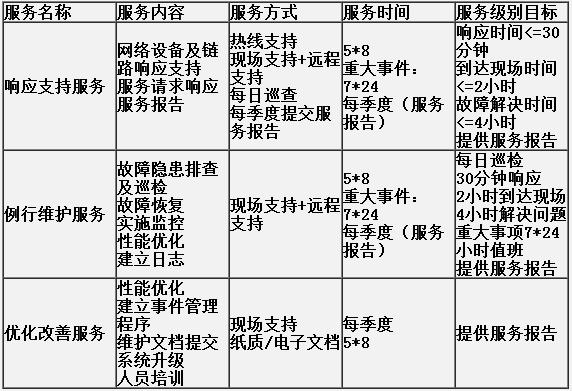 服务名称
服务内容
服务方式
服务时间
服务级别目标
响应支持服务
网络设备及链
路响应支持
服务请求响应
服务报告
热线支持
现场支持+远程
支持
每日巡查
每季度提交服
务报告
5*8
重大事件：
7*24
每季度（服务
报告）
响应时间<=30
分钟
到达现场时间
<=2小时
故障解决时间
<=4小时
提供服务报告
例行维护服务
故障隐患排查
及巡检
故障恢复
实施监控
性能优化
建立日志
现场支持+远程
支持
5*8
重大事件：
7*24
每季度（服务
报告）
每日巡检
30分钟响应
2小时到达现场
4小时解决问题
重大事项7*24
小时值班
提供服务报告
优化改善服务
性能优化
建立事件管理
程序
维护文档提交
系统升级
人员培训
现场支持
纸质/电子文档
每季度
5*8
提供服务报告